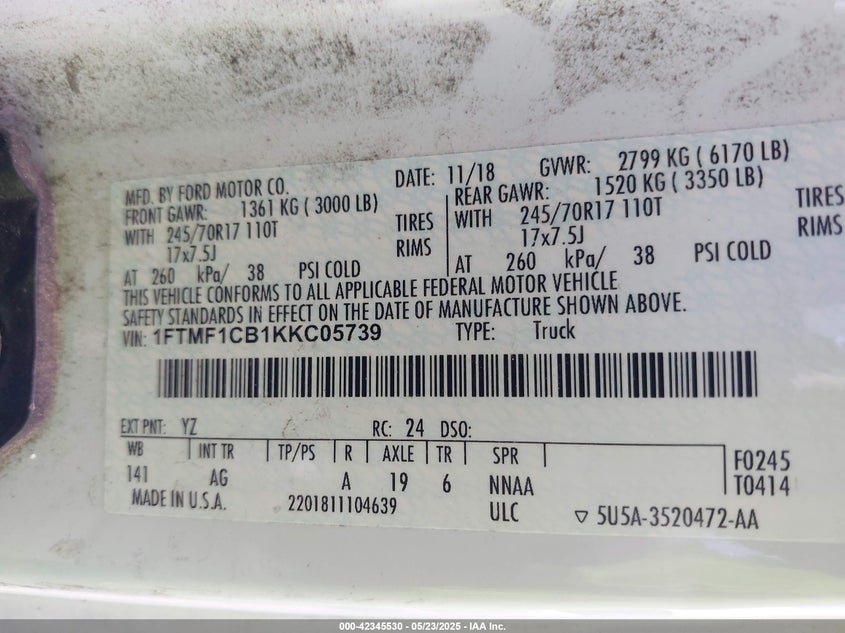 MFD. BY FORD MOTOR CO.
DATE: 11/18 GVWR: 2799 KG ( 6170 LB)
FRONT GAWR: 1361 KG ( 3000 LB)
WITH 245/70R17 110T TIRES
17x7.5J RIMS
AT 260 kPa/ 38 PSI COLD
REAR GAWR: 1520 KG ( 3350 LB)
WITH 245/70R17 110T TIRES
17x7.5J RIMS
AT 260 kPa/ 38 PSI COLD
THIS VEHICLE CONFORMS TO ALL APPLICABLE FEDERAL MOTOR VEHICLE
SAFETY STANDARDS IN EFFECT ON THE DATE OF MANUFACTURE SHOWN ABOVE.
VIN: 1FTMF1CB1KKC05739 TYPE: Truck
EXT PNT: YZ RC: 24 DSO:
WB INT TR TP/PS R AXLE TR SPR
141 AG A 19 6 NNAA
ULC
F0245
T0414
MADE IN U.S.A. 2201811104639
▽ 5U5A-3520472-AA
000-42345530 - 05/23/2025 - IAA Inc.